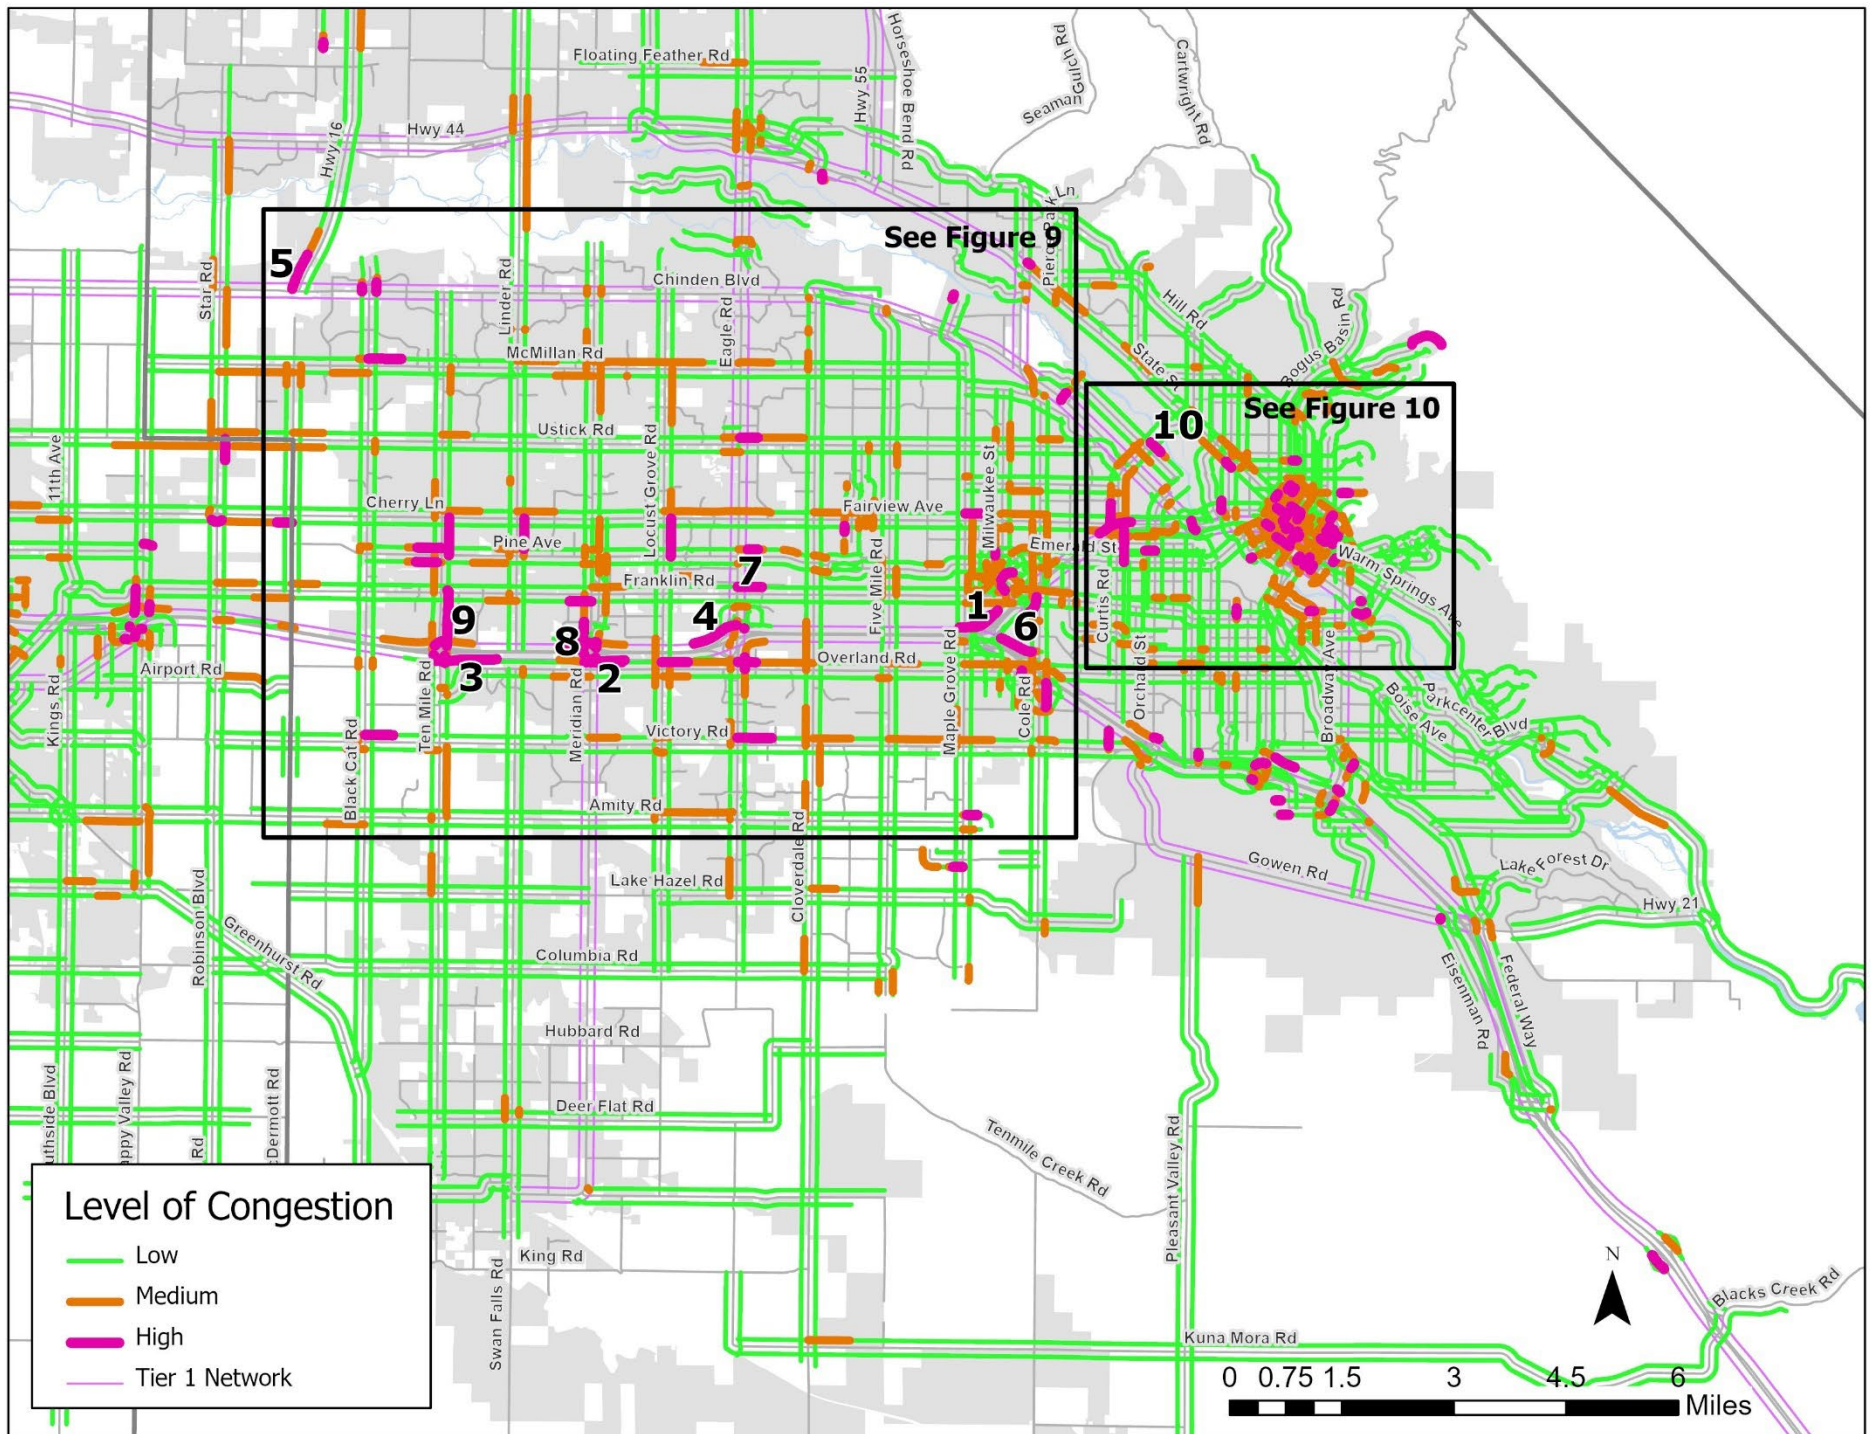 Floating Feather Rd
Hwy 55
Horseshoe Bend Rd
Seaman Gulch Rd
Cartwright Rd
Hwy 16
Hwy 44
Pierce Park Ln
See Figure 9
5
Star Rd
Linder Rd
Chinden Blvd
Eagle Rd
Hill Rd
Bogus Basin Rd
McMillan Rd
State St
See Figure 10
10
Ustick Rd
11th Ave
Locust Grove Rd
Milwaukee St
Cherry Ln
Fairview Ave
Pine Ave
Emerald St
Warm Springs Ave
7
Franklin Rd
Five Mile Rd
Curtis Rd
9
4
1
6
8
3
2
Airport Rd
Overland Rd
Kings Rd
Ten Mile Rd
Meridian Rd
Maple Grove Rd
Cole Rd
Orchard St
Broadway Ave
Boise Ave
Parkcenter Blvd
Black Cat Rd
Victory Rd
Amity Rd
Cloverdale Rd
Robinson Blvd
Lake Hazel Rd
Gowen Rd
Lake Forest Dr
Hwy 21
Greenhurst Rd
Columbia Rd
Eisenman Rd
Federal Way
Hubbard Rd
uthside Blvd
appy Valley Rd
Rd
cDermott Rd
Deer Flat Rd
Tenmile Creek Rd
Pleasant Valley Rd
King Rd
Swan Falls Rd
Kuna Mora Rd
Blacks Creek Rd
Level of Congestion
Low
Medium
High
Tier 1 Network
N
0 0.75 1.5 3 4.5 6
Miles